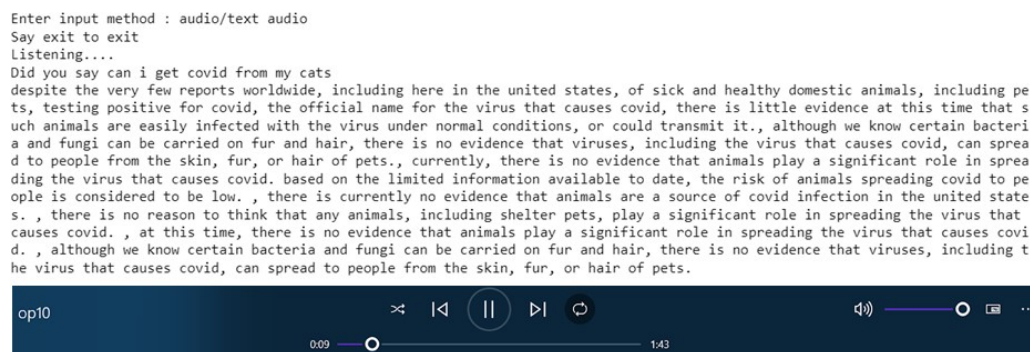 Enter input method : audio/text audio
Say exit to exit
Listening....
Did you say can i get covid from my cats
despite the very few reports worldwide, including here in the united states, of sick and healthy domestic animals, including pe
ts, testing positive for covid, the official name for the virus that causes covid, there is little evidence at this time that s
uch animals are easily infected with the virus under normal conditions, or could transmit it., although we know certain bacteri
a and fungi can be carried on fur and hair, there is no evidence that viruses, including the virus that causes covid, can sprea
d to people from the skin, fur, or hair of pets., currently, there is no evidence that animals play a significant role in sprea
ding the virus that causes covid. based on the limited information available to date, the risk of animals spreading covid to pe
ople is considered to be low. , there is currently no evidence that animals are a source of covid infection in the united state
s. , there is no reason to think that any animals, including shelter pets, play a significant role in spreading the virus that
causes covid. , at this time, there is no evidence that animals play a significant role in spreading the virus that causes covi
d. , although we know certain bacteria and fungi can be carried on fur and hair, there is no evidence that viruses, including t
he virus that causes covid, can spread to people from the skin, fur, or hair of pets.
op10
0:09 1:43